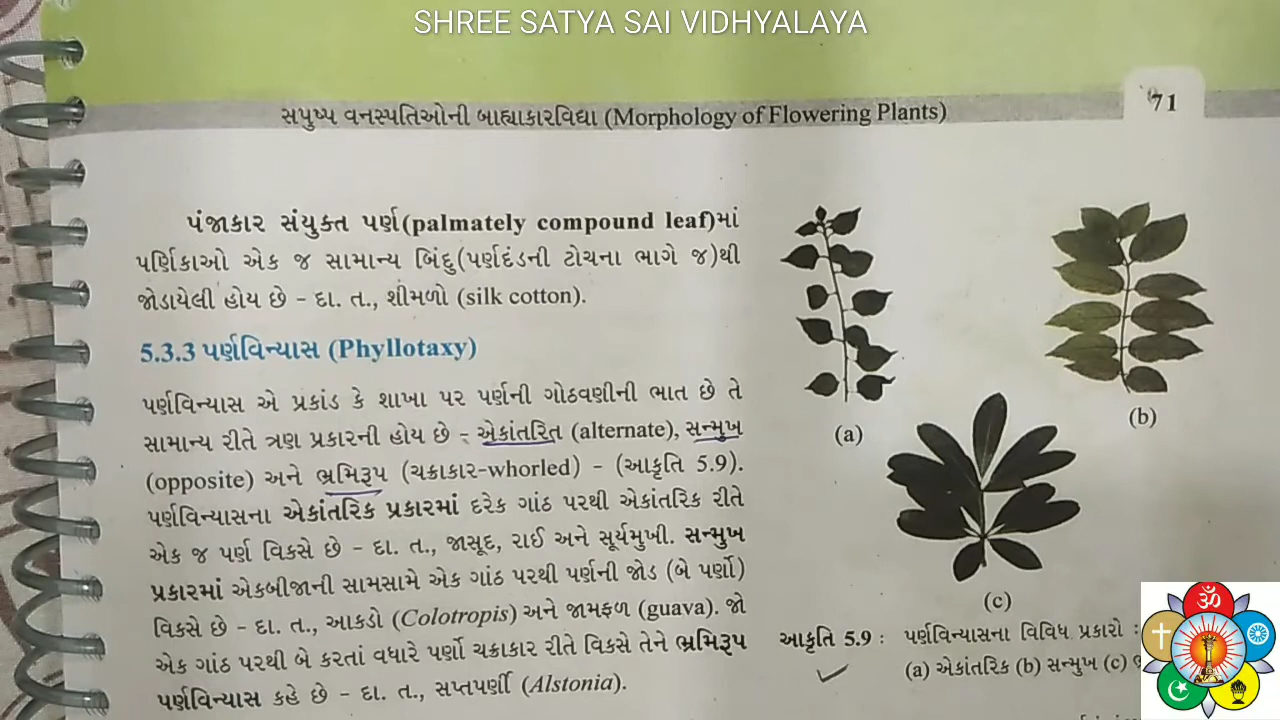 SHREE SATYA SAI VIDHYALAYA
સપુષ્પ વનસ્પતિઓની બાહ્યાકારવિદ્યા (Morphology of Flowering Plants)
71
પંજાકાર સંયુક્ત પર્ણ(palmately compound leaf)માં
પર્ણિકાઓ એક જ સામાન્ય બિંદુ(પર્ણદંડની ટોચના ભાગે જ)થી
જોડાયેલી હોય છે – દા. ત., શીમળો (silk cotton).
5.3.3 પર્ણવિન્યાસ (Phyllotaxy)
પર્ણવિન્યાસ એ પ્રકાંડ કે શાખા પર પર્ણની ગોઠવણીની ભાત છે તે
સામાન્ય રીતે ત્રણ પ્રકારની હોય છે – એકાંતરિત (alternate), સન્મુખ
(opposite) અને ભ્રમિરૂપ (ચક્રાકાર-whorled) – (આકૃતિ 5.9).
પર્ણવિન્યાસના એકાંતરિક પ્રકારમાં દરેક ગાંઠ પરથી એકાંતરિક રીતે
એક જ પર્ણ વિકસે છે – દા. ત., જાસૂદ, રાઈ અને સૂર્યમુખી. સન્મુખ
પ્રકારમાં એકબીજાની સામસામે એક ગાંઠ પરથી પર્ણની જોડ (બે પર્ણો)
વિકસે છે – દા. ત., આકડો (Colotropis) અને જામફળ (guava). જો
એક ગાંઠ પરથી બે કરતાં વધારે પર્ણો ચક્રાકાર રીતે વિકસે તેને ભ્રમિરૂપ
પર્ણવિન્યાસ કહે છે – દા. ત., સપ્તપર્ણી (Alstonia).
(a)
(b)
(c)
આકૃતિ 5.9 : પર્ણવિન્યાસના વિવિધ પ્રકારો :
(a) એકાંતરિક (b) સન્મુખ (c)
ॐ